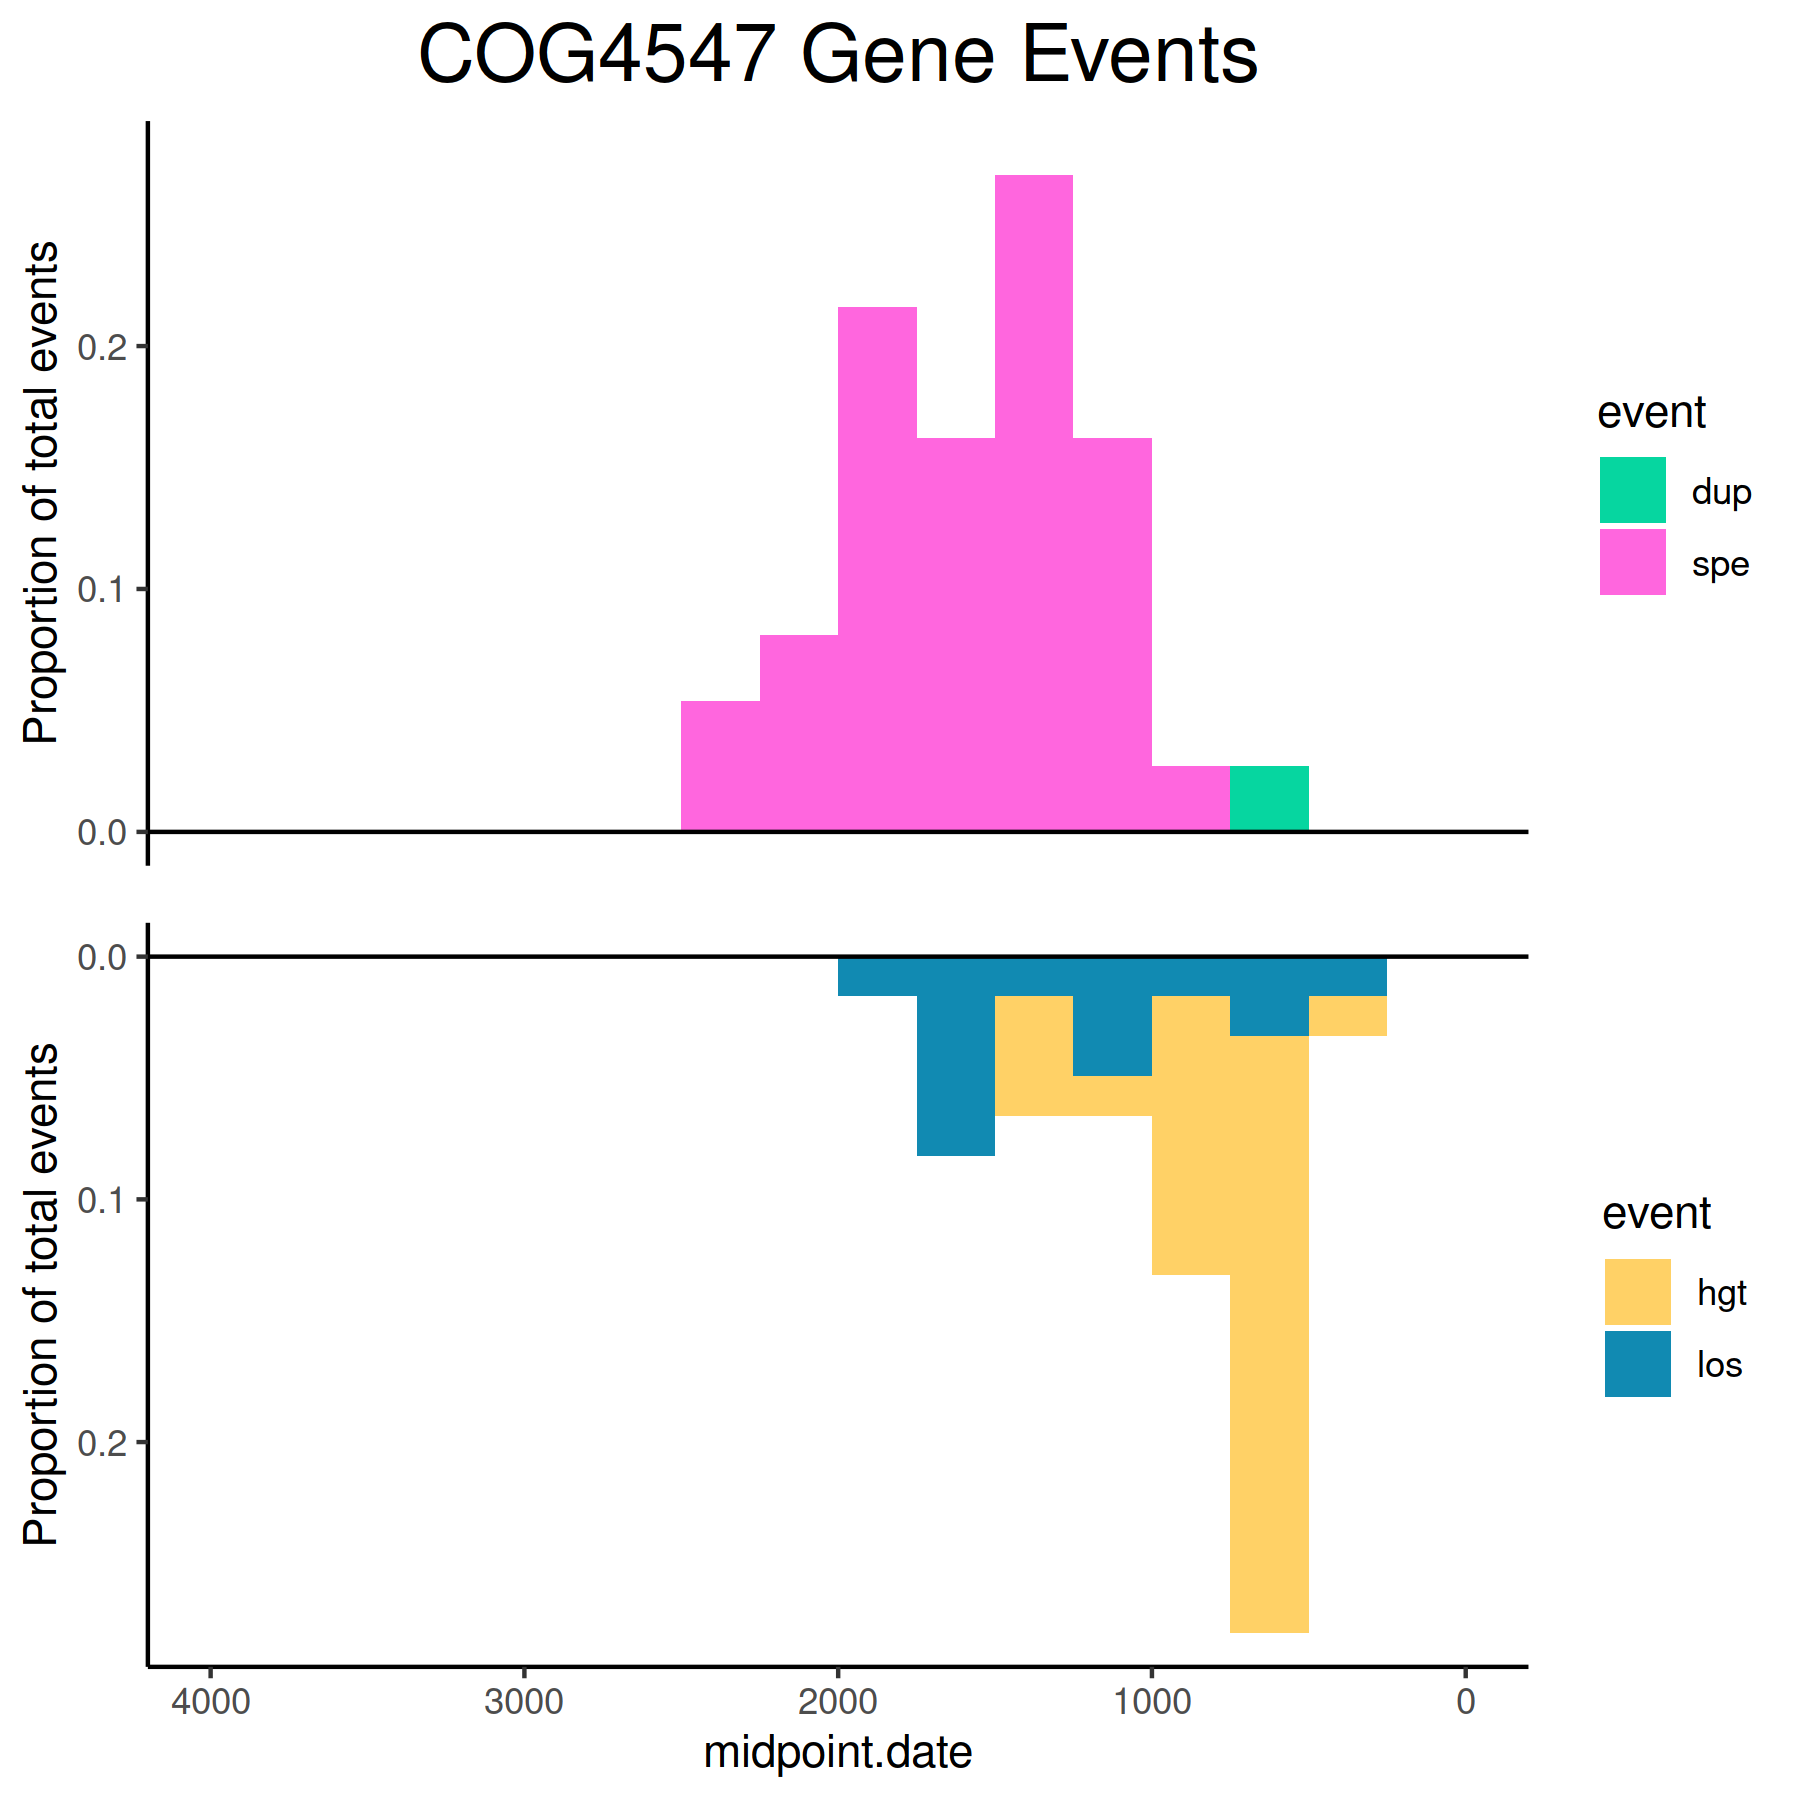 COG4547 Gene Events
Proportion of total events
0.2
0.1
0.0
event
dup
spe
Proportion of total events
0.0
0.1
0.2
event
hgt
los
4000 3000 2000 1000 0
midpoint.date